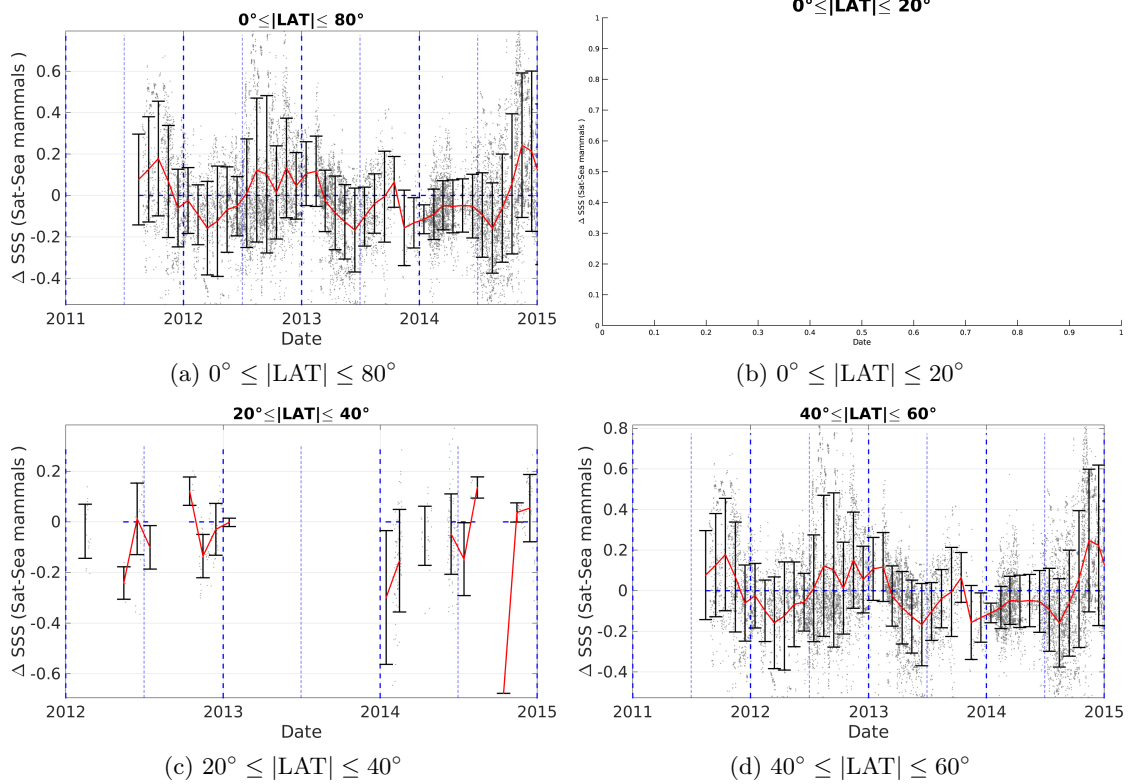 0°≤|LAT|≤ 80°
Δ SSS (Sat-Sea mammals )
0.6
0.4
0.2
0
-0.2
-0.4
2011 2012 2013 2014 2015
Date
(a) 0° ≤ |LAT| ≤ 80°
0°≤|LAT|≤ 20°
Δ SSS (Sat-Sea mammals )
1
0.9
0.8
0.7
0.6
0.5
0.4
0.3
0.2
0.1
0
0 0.1 0.2 0.3 0.4 0.5 0.6 0.7 0.8 0.9 1
Date
(b) 0° ≤ |LAT| ≤ 20°
20°≤|LAT|≤ 40°
Δ SSS (Sat-Sea mammals )
0.2
0
-0.2
-0.4
-0.6
2012 2013 2014 2015
Date
(c) 20° ≤ |LAT| ≤ 40°
40°≤|LAT|≤ 60°
Δ SSS (Sat-Sea mammals )
0.8
0.6
0.4
0.2
0
-0.2
-0.4
2011 2012 2013 2014 2015
Date
(d) 40° ≤ |LAT| ≤ 60°